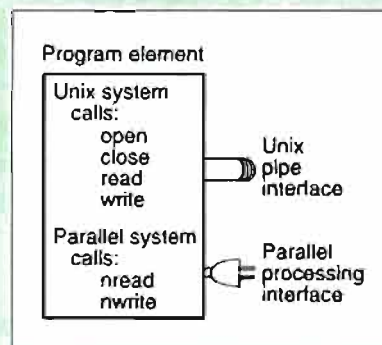 Program element
Unix system
calls:
open
close
read
write
Unix
pipe
interface
Parallel system
calls:
nread
nwrite
Parallel
processing
interface